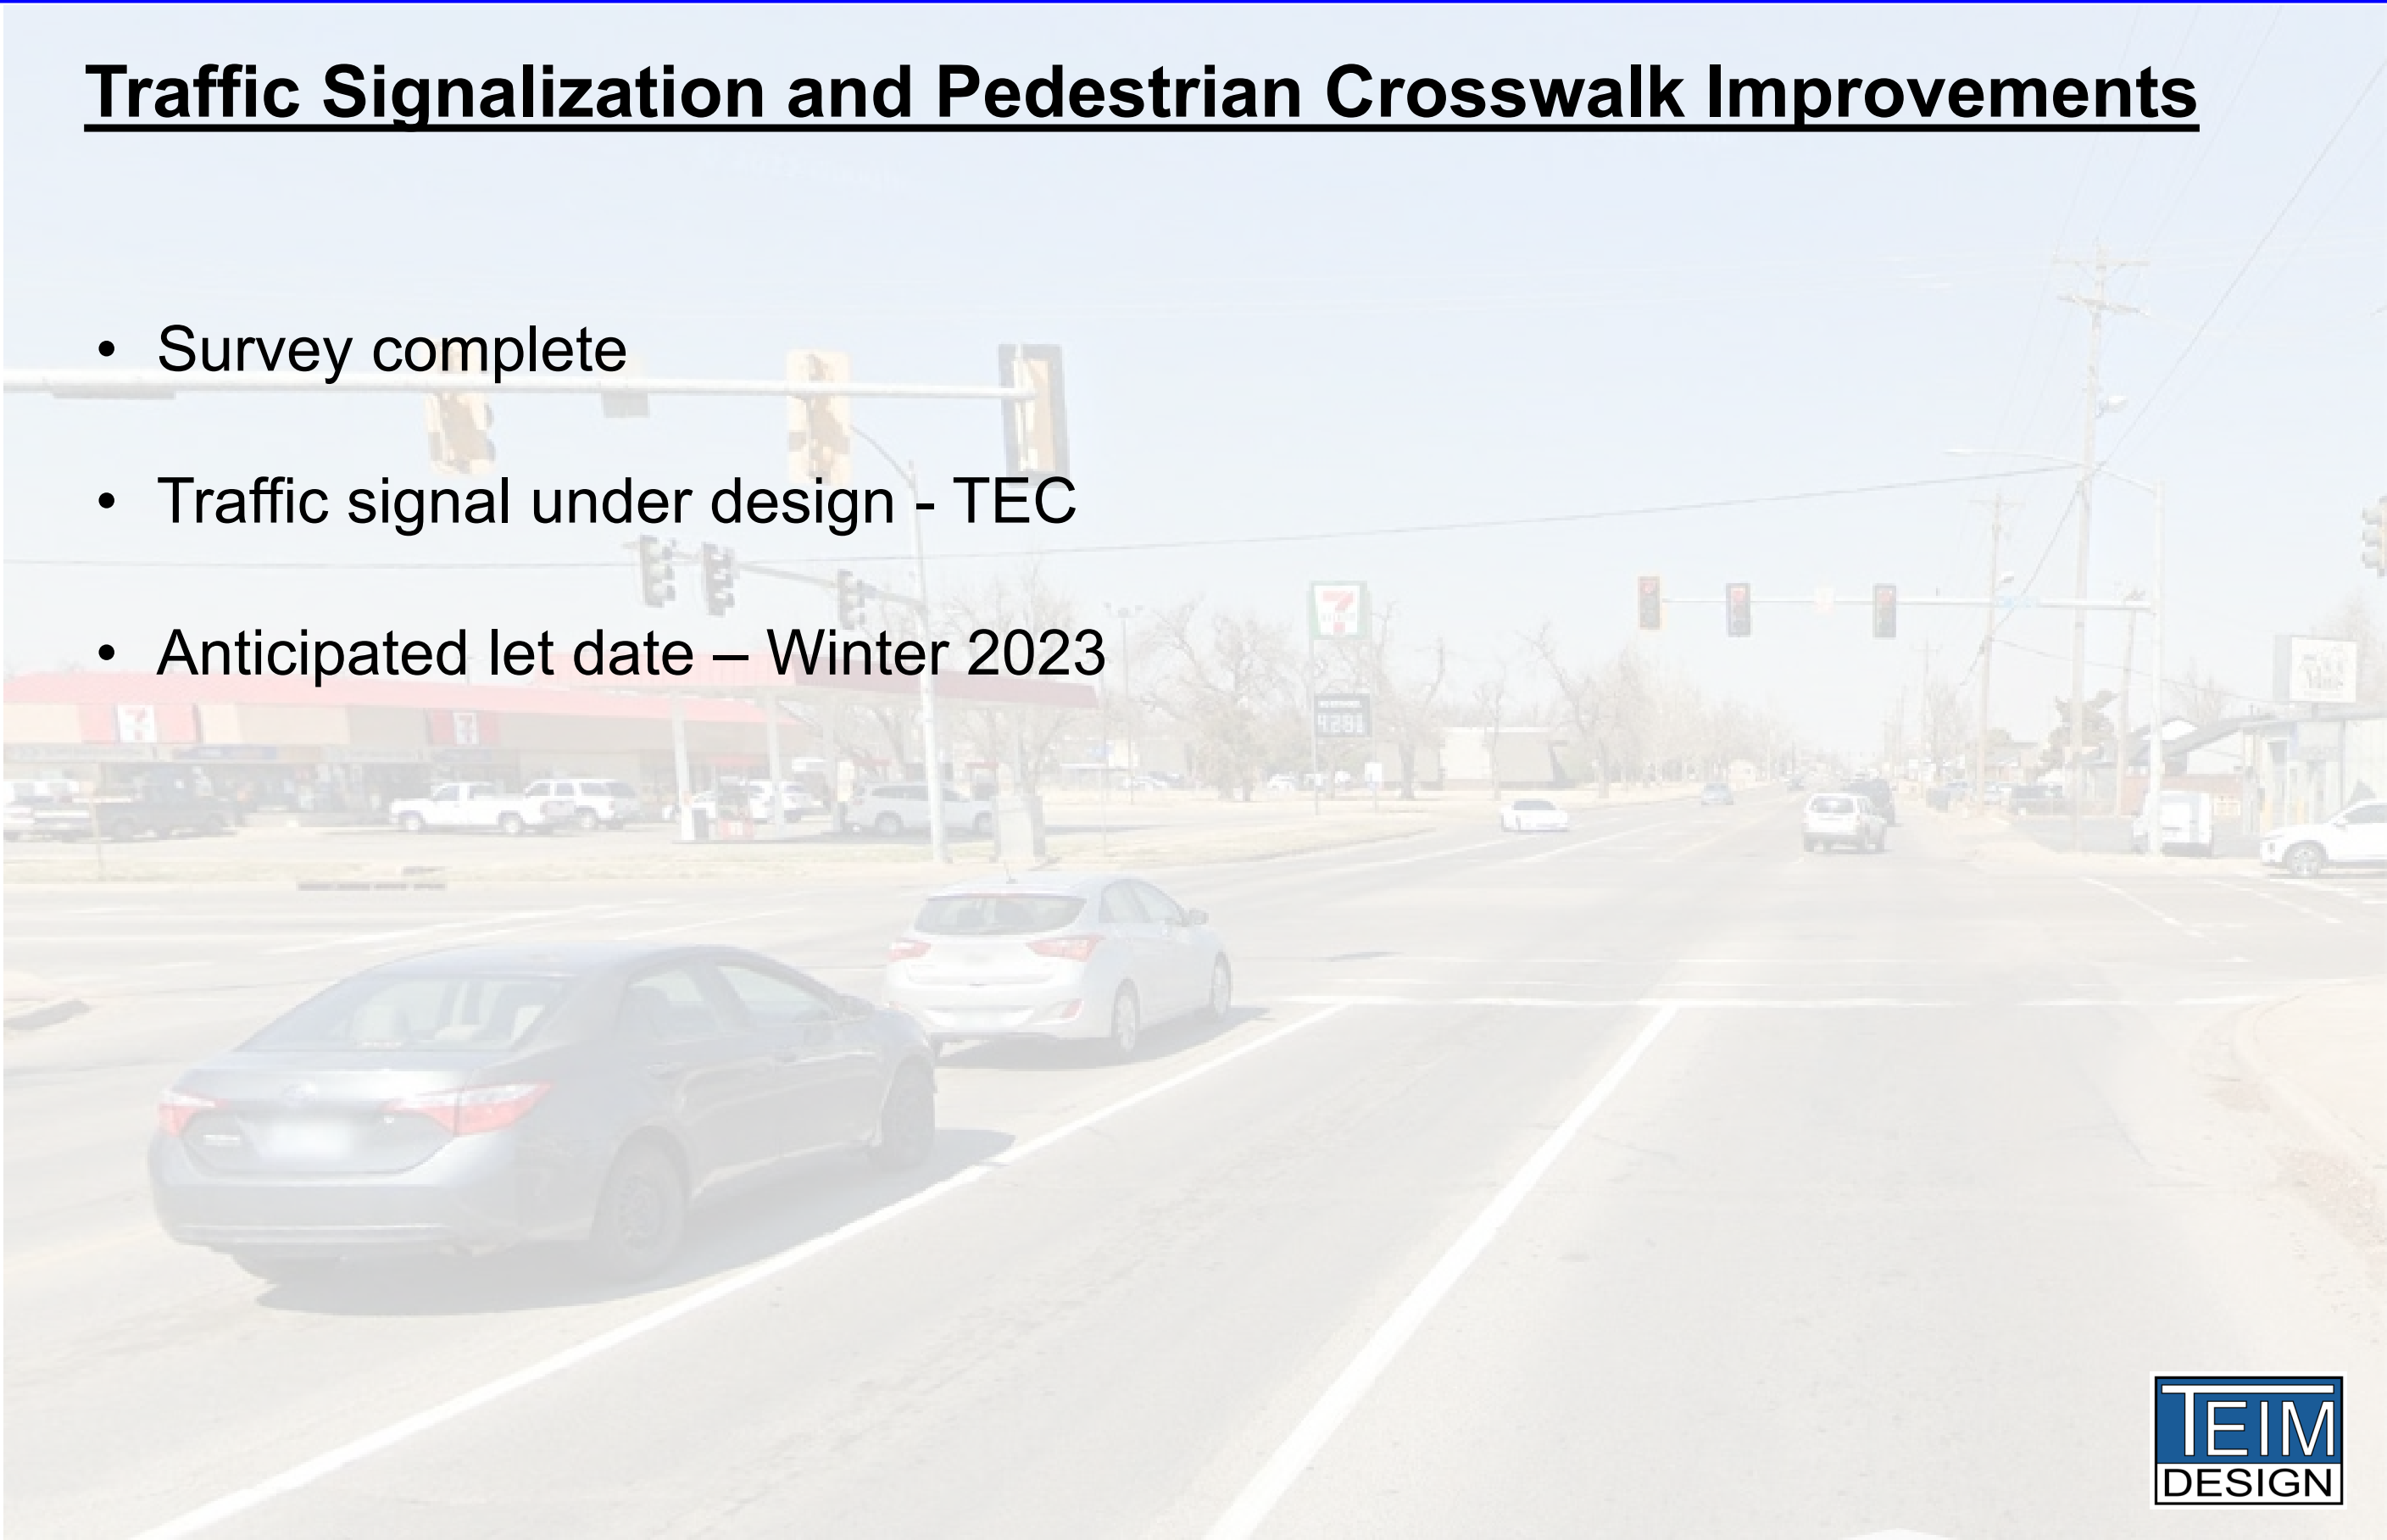 Traffic Signalization and Pedestrian Crosswalk Improvements
• Survey complete
• Traffic signal under design - TEC
• Anticipated let date – Winter 2023
TEIM
DESIGN